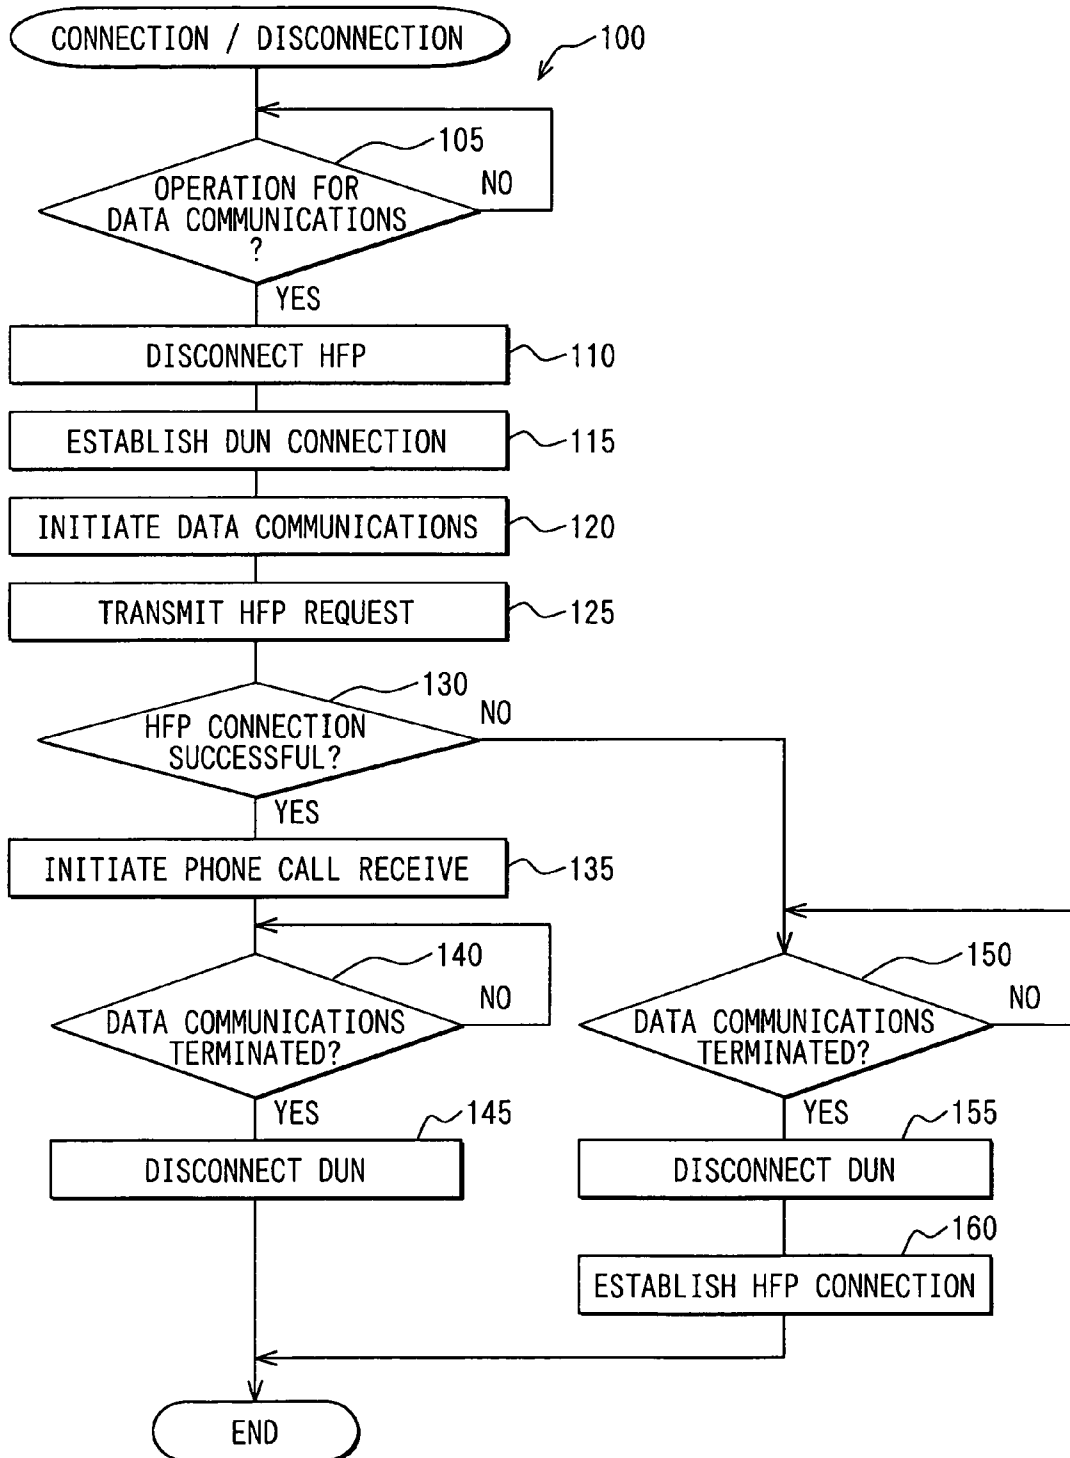 CONNECTION / DISCONNECTION
100
105
OPERATION FOR
DATA COMMUNICATIONS
?
NO
YES
DISCONNECT HFP
110
ESTABLISH DUN CONNECTION
115
INITIATE DATA COMMUNICATIONS
120
TRANSMIT HFP REQUEST
125
130
HFP CONNECTION
SUCCESSFUL?
NO
YES
INITIATE PHONE CALL RECEIVE
135
140
DATA COMMUNICATIONS
TERMINATED?
NO
YES
145
DISCONNECT DUN
150
DATA COMMUNICATIONS
TERMINATED?
NO
YES
155
DISCONNECT DUN
160
ESTABLISH HFP CONNECTION
END